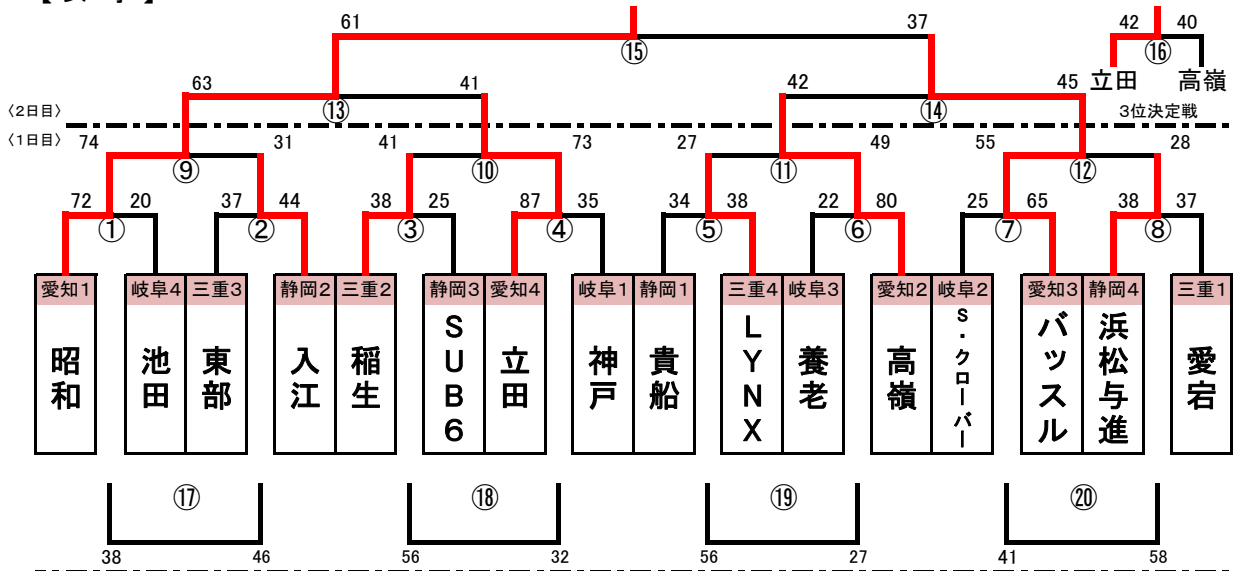 61 ⑮ 37 42 ⑯ 40
立田 高嶺
63 ⑬ 41 42 ⑭ 45
〈2日目〉 3位決定戦
〈1日目〉
74 ⑨ 31 41 ⑩ 73 27 ⑪ 49 55 ⑫ 28
72 ① 20 37 ② 44 38 ③ 25 87 ④ 35 34 ⑤ 38 22 ⑥ 80 25 ⑦ 65 38 ⑧ 37
愛知1 岐阜4 三重3 静岡2 三重2 静岡3 愛知4 岐阜1 静岡1 三重4 岐阜3 愛知2 岐阜2 愛知3 静岡4 三重1
昭和
池田
東部
入江
稲生
SUB6
立田
神戸
貴船
LYNX
養老
高嶺
S・クローバー
バッスル
浜松与進
愛宕
⑰ ⑱ ⑲ ⑳
38 46 56 32 56 27 41 58